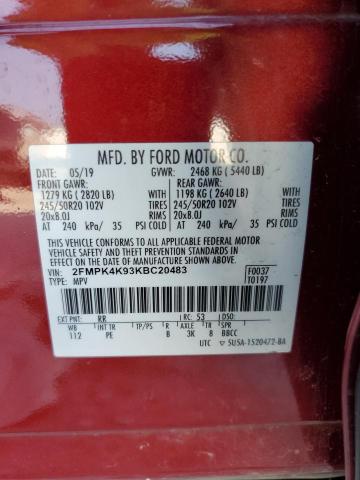 MFD. BY FORD MOTOR CO.
05/19 GVWR: 2468 KG ( 5440 LB)
FRONT GAWR: REAR GAWR:
1279 KG ( 2820 LB) TIRES 1198 KG ( 2640 LB) TIRES
245/50R20 102V RIMS 245/50R20 102V RIMS
20x8.0J 20x8.0J
AT 240 kPa/ 35 PSI COLD AT 240 kPa/ 35 PSI COLD
THIS VEHICLE CONFORMS TO ALL APPLICABLE FEDERAL MOTOR
VEHICLE SAFETY AND THEFT PREVENTION STANDARDS IN EFFECT
ON THE DATE OF MANUFACTURE SHOWN ABOVE.
VIN: 2FMPK4K93KBC20483 F0037
TYPE: MPV T0197
EXT PNT: RR RC: 53 DSO:
WB INT TR TP/PS R AXLE TR SPR
112 PE B 3K 8 BBCC
UTC 5U5A-1520472-BA